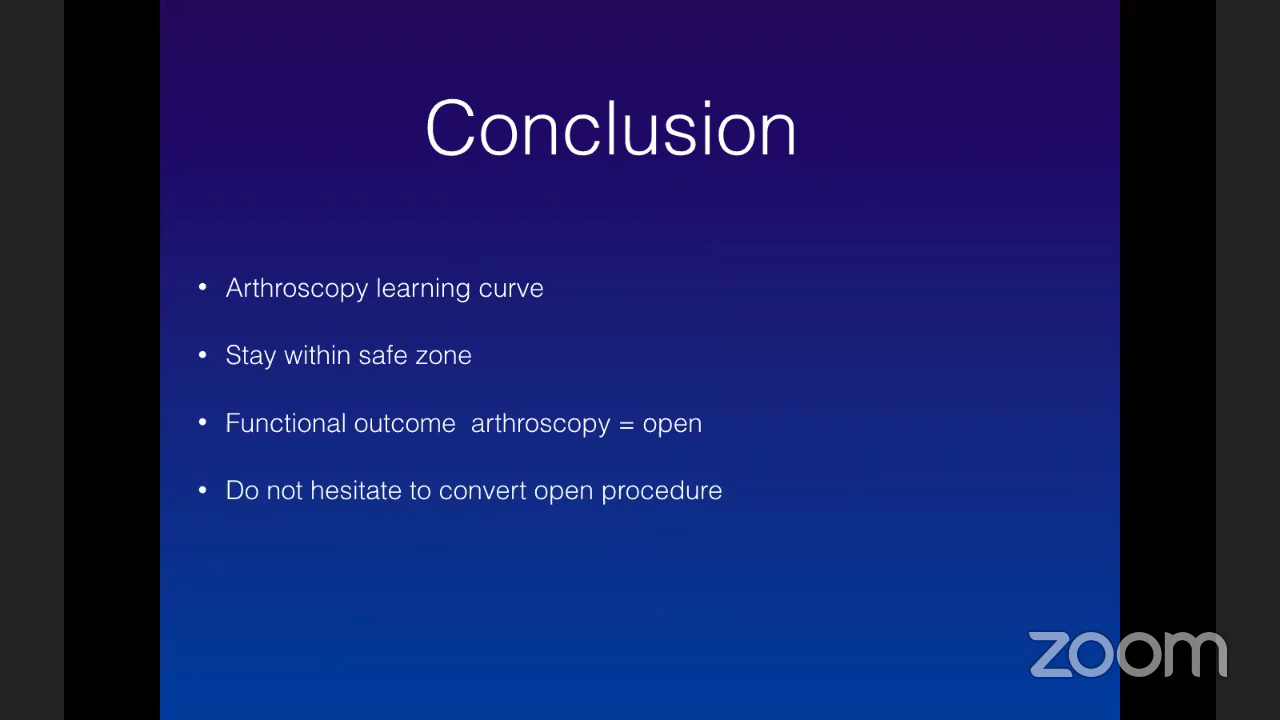 Conclusion
• Arthroscopy learning curve
• Stay within safe zone
• Functional outcome  arthroscopy = open
• Do not hesitate to convert open procedure
zoom